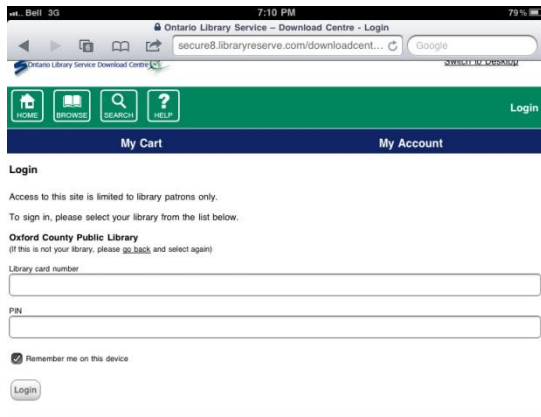 Bell 3G 7:10 PM 79%
Ontario Library Service – Download Centre - Login
6 secure8.libraryreserve.com/downloadcent... Google
Ontario Library Service Download Centre Switch to Desktop
HOME BROWSE SEARCH HELP Login
My Cart My Account
Login
Access to this site is limited to library patrons only.
To sign in, please select your library from the list below.
Oxford County Public Library
(If this is not your library, please go back and select again)
Library card number
PIN
Remember me on this device
Login